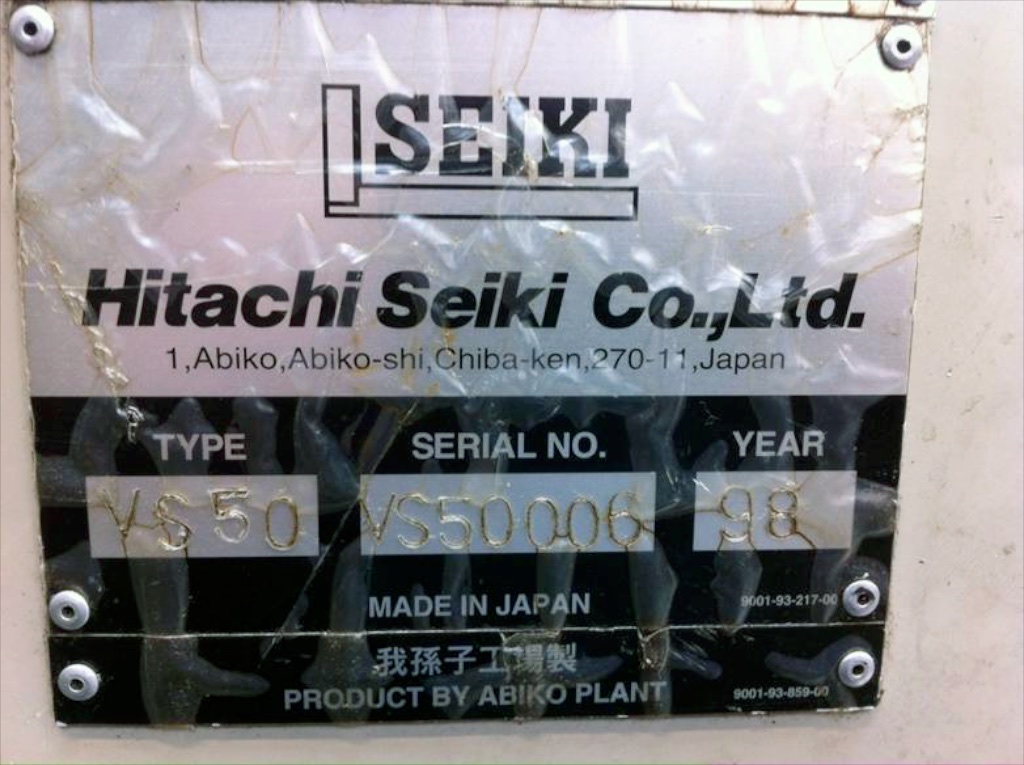 SEIKI
Hitachi Seiki Co.,Ltd.
1,Abiko,Abiko-shi,Chiba-ken,270-11,Japan
TYPE SERIAL NO. YEAR
VS50 VS50006 98
MADE IN JAPAN 9001-93-217-00
我孫子工場製
PRODUCT BY ABIKO PLANT 9001-93-859-00